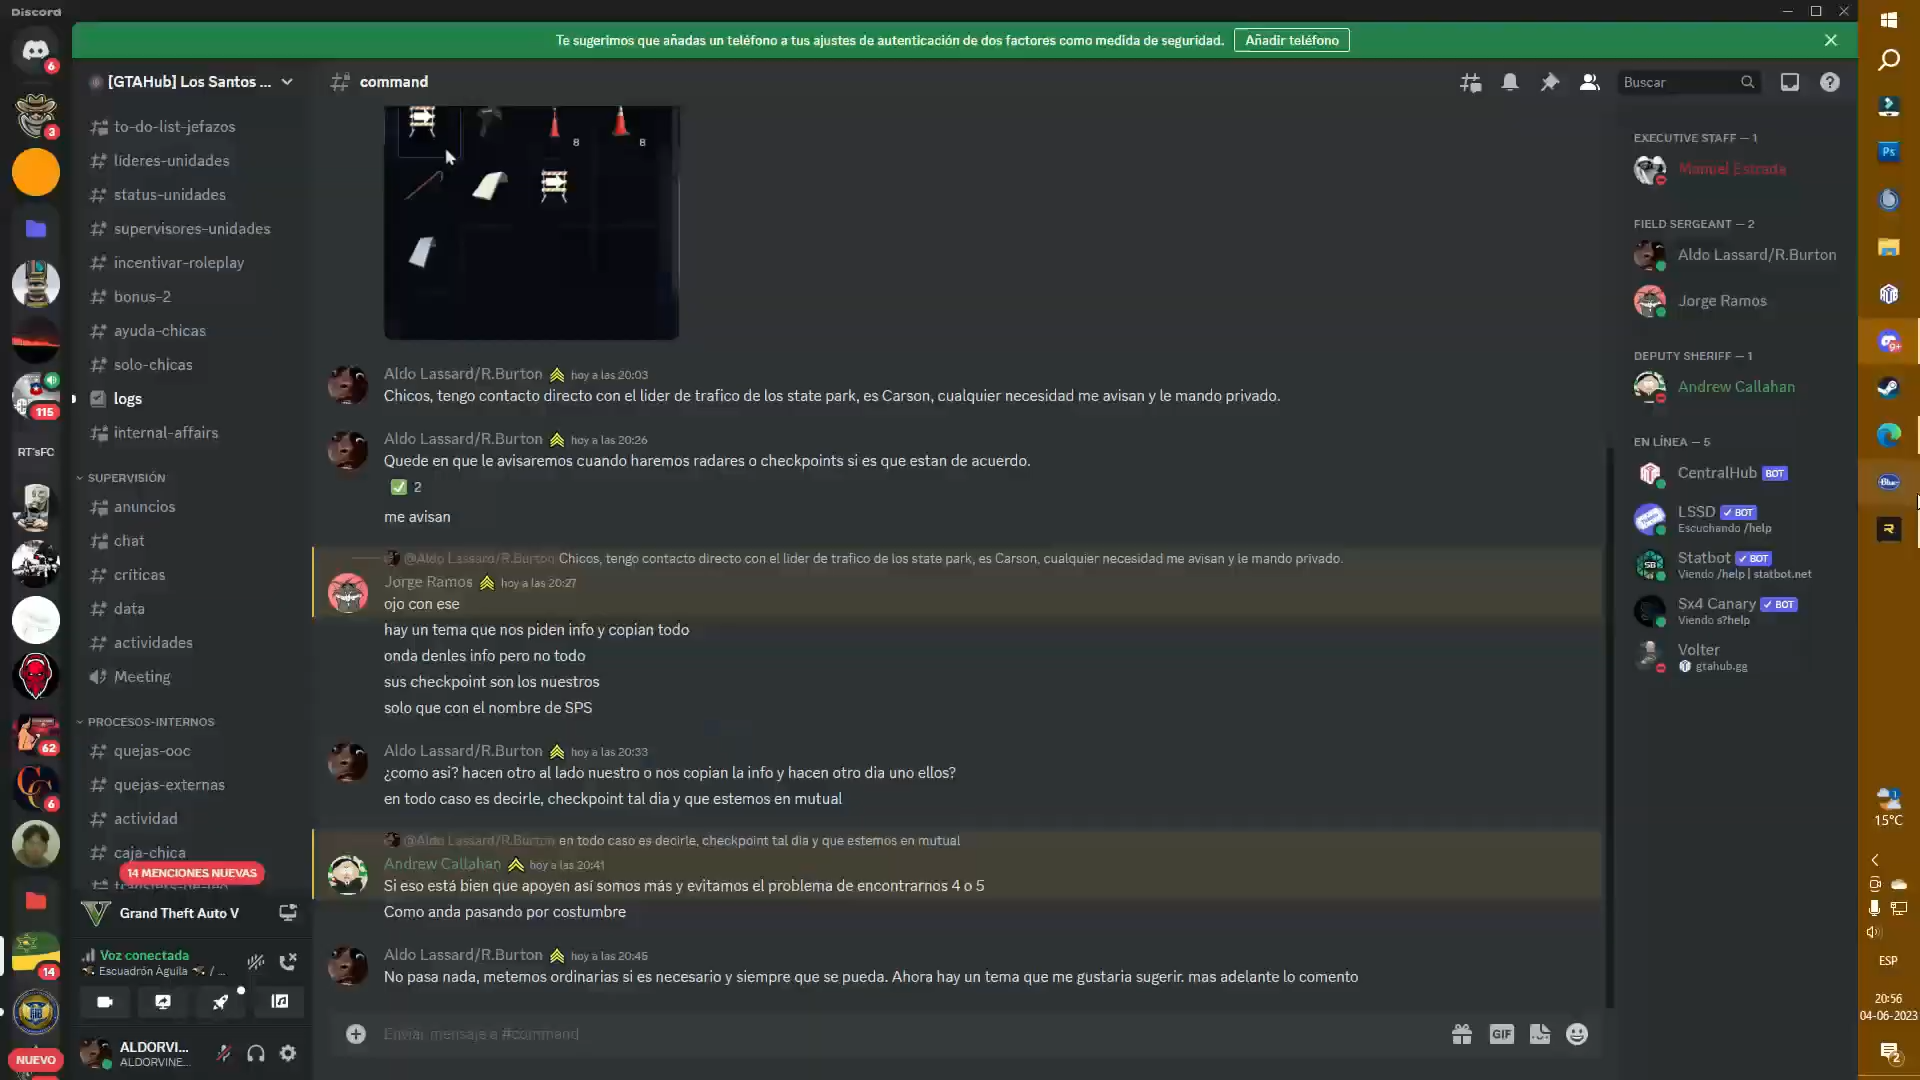 Discord
Te sugerimos que añadas un teléfono a tus ajustes de autenticación de dos factores como medida de seguridad.
Añadir teléfono
[GTAHub] Los Santos ...
command
Buscar
to-do-list-jefazos
líderes-unidades
status-unidades
supervisores-unidades
incentivar-roleplay
bonus-2
ayuda-chicas
solo-chicas
logs
internal-affairs
SUPERVISIÓN
anuncios
chat
críticas
data
actividades
Meeting
PROCESOS-INTERNOS
quejas-ooc
quejas-externas
actividad
caja-chica
14 MENCIONES NUEVAS
Grand Theft Auto V
Voz conectada
Escuadrón Águila / ...
ALDORVI...
ALDORVINE...
6
3
115
RT'sFC
62
6
14
NUEVO
8
8
Aldo Lassard/R.Burton hoy a las 20:03
Chicos, tengo contacto directo con el lider de trafico de los state park, es Carson, cualquier necesidad me avisan y le mando privado.
Aldo Lassard/R.Burton hoy a las 20:26
Quede en que le avisaremos cuando haremos radares o checkpoints si es que estan de acuerdo.
2
me avisan
@Aldo Lassard/R.Burton Chicos, tengo contacto directo con el lider de trafico de los state park, es Carson, cualquier necesidad me avisan y le mando privado.
Jorge Ramos hoy a las 20:27
ojo con ese
hay un tema que nos piden info y copian todo
onda denles info pero no todo
sus checkpoint son los nuestros
solo que con el nombre de SPS
Aldo Lassard/R.Burton hoy a las 20:33
¿como asi? hacen otro al lado nuestro o nos copian la info y hacen otro dia uno ellos?
en todo caso es decirle, checkpoint tal dia y que estemos en mutual
@Aldo Lassard/R.Burton en todo caso es decirle, checkpoint tal dia y que estemos en mutual
Andrew Callahan hoy a las 20:41
Si eso está bien que apoyen así somos más y evitamos el problema de encontrarnos 4 o 5
Como anda pasando por costumbre
Aldo Lassard/R.Burton hoy a las 20:45
No pasa nada, metemos ordinarias si es necesario y siempre que se pueda. Ahora hay un tema que me gustaria sugerir. mas adelante lo comento
Enviar mensaje a #command
GIF
EXECUTIVE STAFF — 1
Manuel Estrada
FIELD SERGEANT — 2
Aldo Lassard/R.Burton
Jorge Ramos
DEPUTY SHERIFF — 1
Andrew Callahan
EN LÍNEA — 5
CentralHub BOT
LSSD BOT
Escuchando /help
Statbot BOT
Viendo /help | statbot.net
Sx4 Canary BOT
Viendo s?help
Volter
gtahub.gg
Ps
9+
Blue
R
1
15°C
ESP
20:56
04-06-2023
2